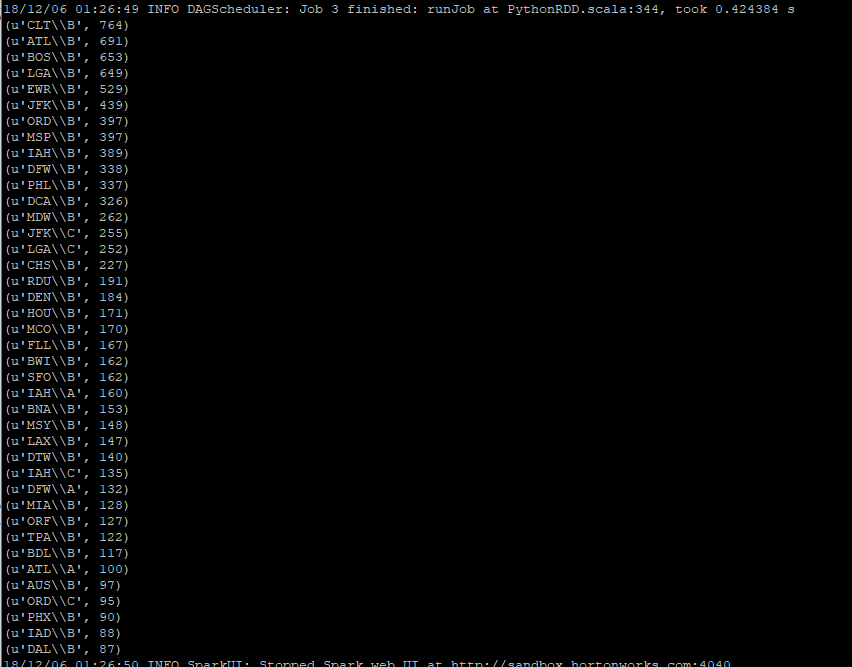 18/12/06 01:26:49 INFO DAGScheduler: Job 3 finished: runJob at PythonRDD.scala:344, took 0.424384 s
(u'CLT\\B', 764)
(u'ATL\\B', 691)
(u'BOS\\B', 653)
(u'LGA\\B', 649)
(u'EWR\\B', 529)
(u'JFK\\B', 439)
(u'ORD\\B', 397)
(u'MSP\\B', 397)
(u'IAH\\B', 389)
(u'DFW\\B', 338)
(u'PHL\\B', 337)
(u'DCA\\B', 326)
(u'MDW\\B', 262)
(u'JFK\\C', 255)
(u'LGA\\C', 252)
(u'CHS\\B', 227)
(u'RDU\\B', 191)
(u'DEN\\B', 184)
(u'HOU\\B', 171)
(u'MCO\\B', 170)
(u'FLL\\B', 167)
(u'BWI\\B', 162)
(u'SFO\\B', 162)
(u'IAH\\A', 160)
(u'BNA\\B', 153)
(u'MSY\\B', 148)
(u'LAX\\B', 147)
(u'DTW\\B', 140)
(u'IAH\\C', 135)
(u'DFW\\A', 132)
(u'MIA\\B', 128)
(u'ORF\\B', 127)
(u'TPA\\B', 122)
(u'BDL\\B', 117)
(u'ATL\\A', 100)
(u'AUS\\B', 97)
(u'ORD\\C', 95)
(u'PHX\\B', 90)
(u'IAD\\B', 88)
(u'DAL\\B', 87)
18/12/06 01:26:50 INFO SparkUI: Stopped Spark web UI at http://sandbox.hortonworks.com:4040